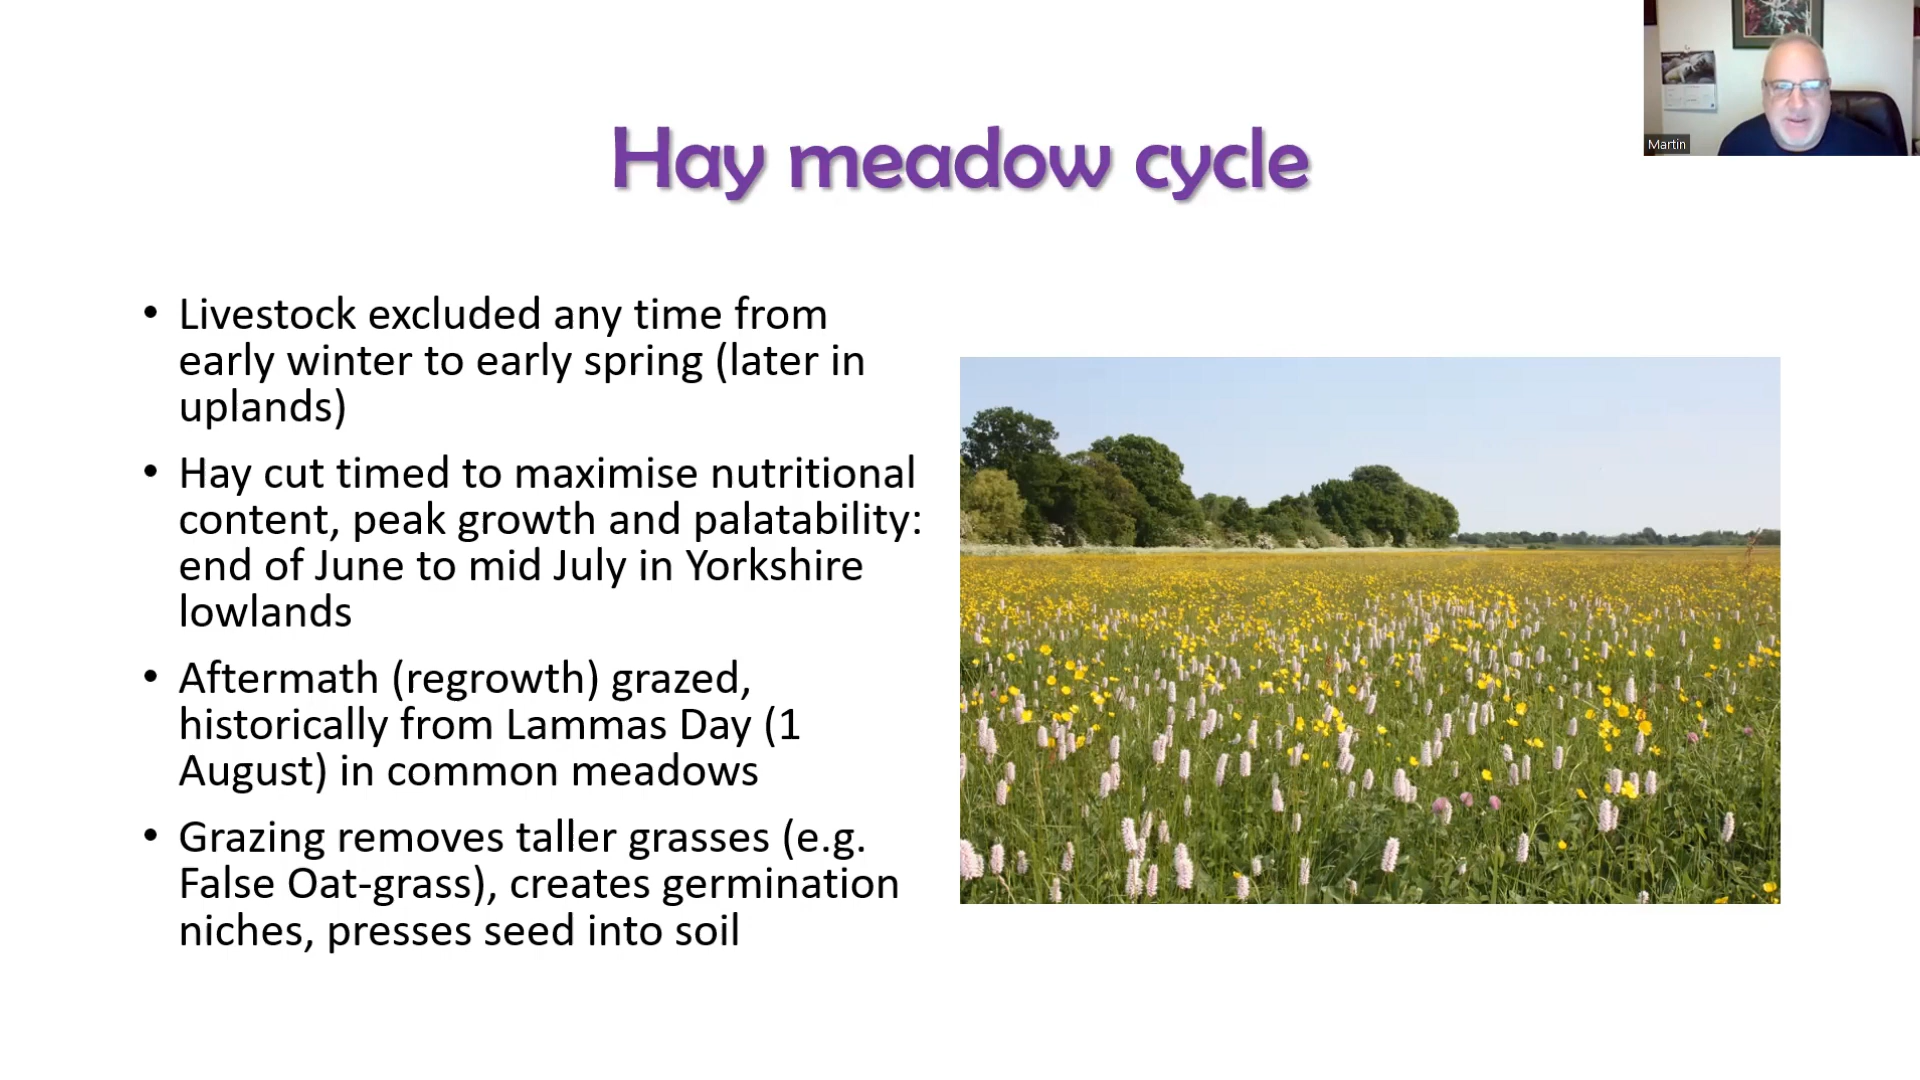 Hay meadow cycle
Martin
• Livestock excluded any time from
early winter to early spring (later in
uplands)
• Hay cut timed to maximise nutritional
content, peak growth and palatability:
end of June to mid July in Yorkshire
lowlands
• Aftermath (regrowth) grazed,
historically from Lammas Day (1
August) in common meadows
• Grazing removes taller grasses (e.g.
False Oat-grass), creates germination
niches, presses seed into soil